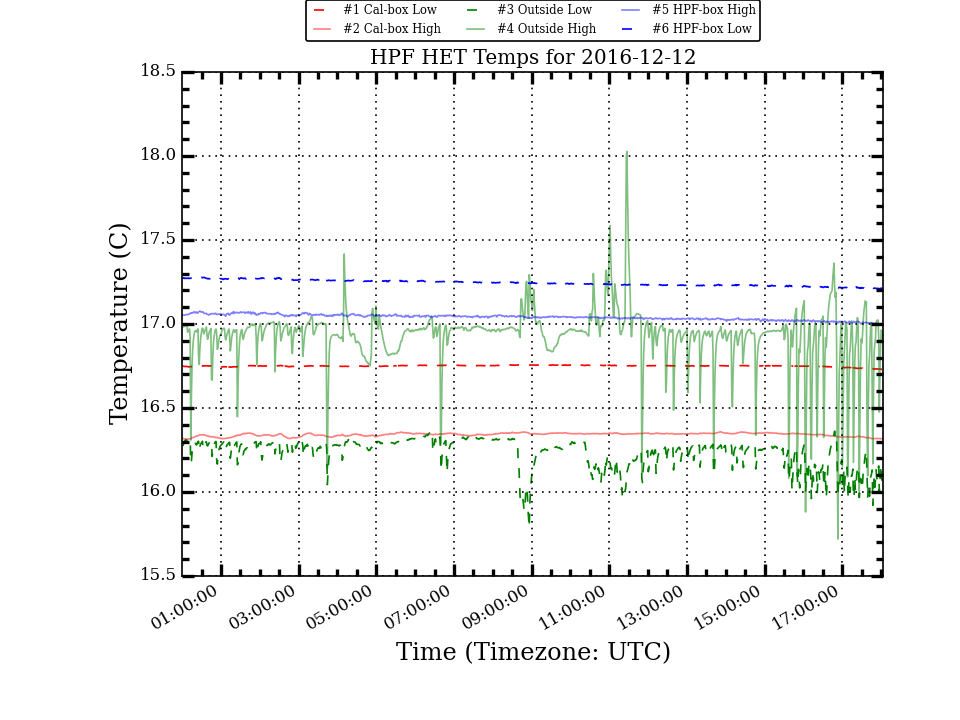 #1 Cal-box Low #3 Outside Low #5 HPF-box High
#2 Cal-box High #4 Outside High #6 HPF-box Low
HPF HET Temps for 2016-12-12
18.5
18.0
17.5
17.0
16.5
16.0
15.5
Temperature (C)
01:00:00 03:00:00 05:00:00 07:00:00 09:00:00 11:00:00 13:00:00 15:00:00 17:00:00
Time (Timezone: UTC)